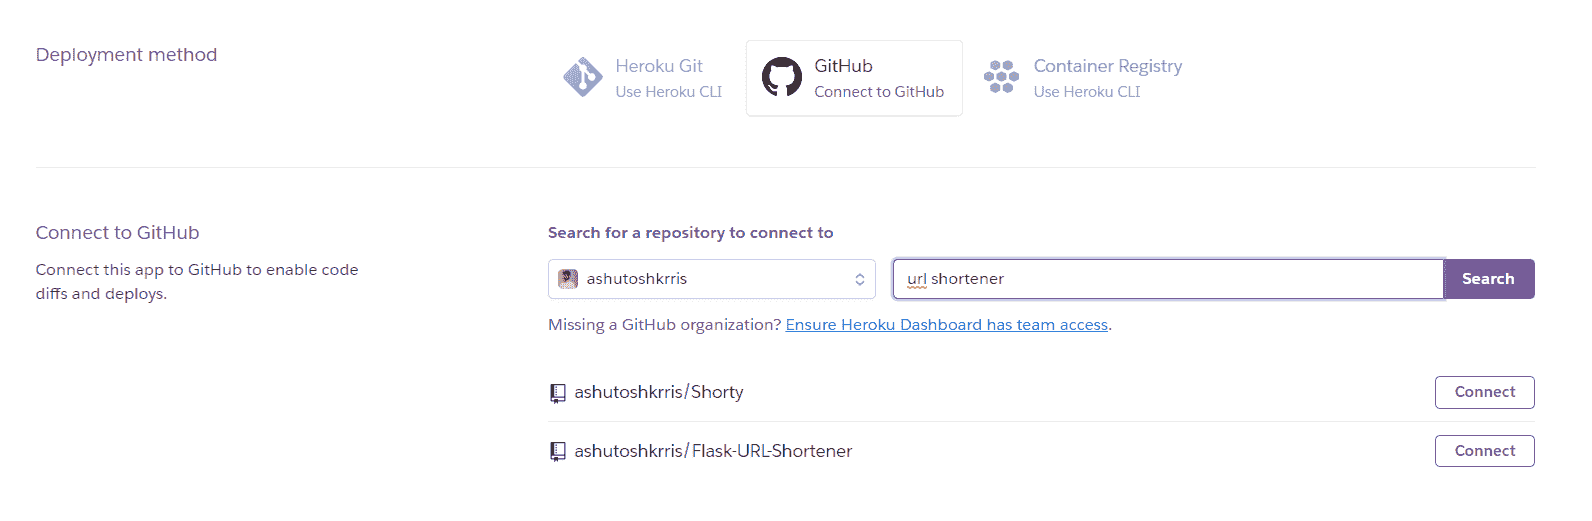 Deployment method
Heroku Git
Use Heroku CLI
GitHub
Connect to GitHub
Container Registry
Use Heroku CLI
Connect to GitHub
Connect this app to GitHub to enable code
diffs and deploys.
Search for a repository to connect to
ashutoshkrris
url shortener
Search
Missing a GitHub organization? Ensure Heroku Dashboard has team access.
ashutoshkrris/Shorty
Connect
ashutoshkrris/Flask-URL-Shortener
Connect